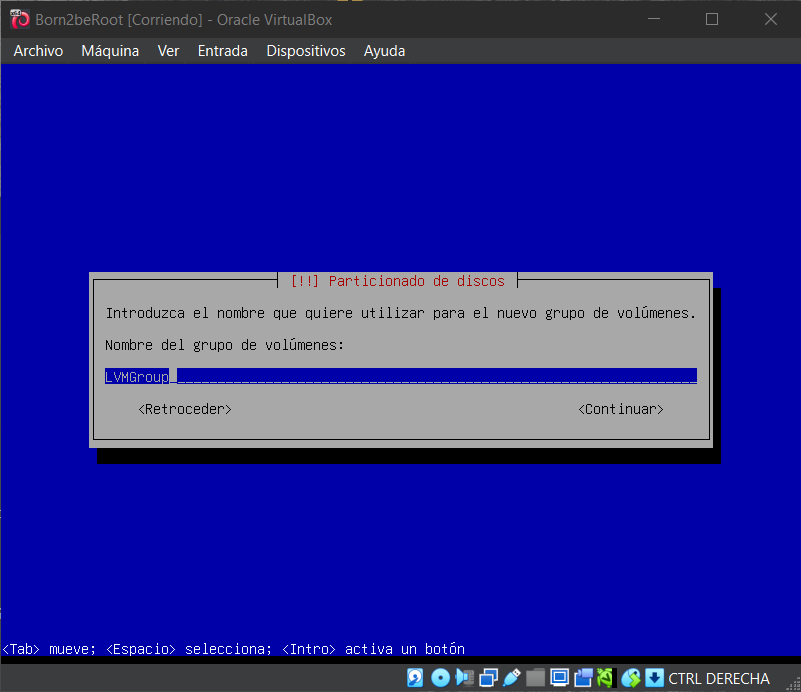 Born2beRoot [Corriendo] - Oracle VirtualBox
Archivo Máquina Ver Entrada Dispositivos Ayuda
[!!] Particionado de discos
Introduzca el nombre que quiere utilizar para el nuevo grupo de volúmenes.
Nombre del grupo de volúmenes:
LVMGroup
<Retroceder> <Continuar>
<Tab> mueve; <Espacio> selecciona; <Intro> activa un botón
CTRL DERECHA